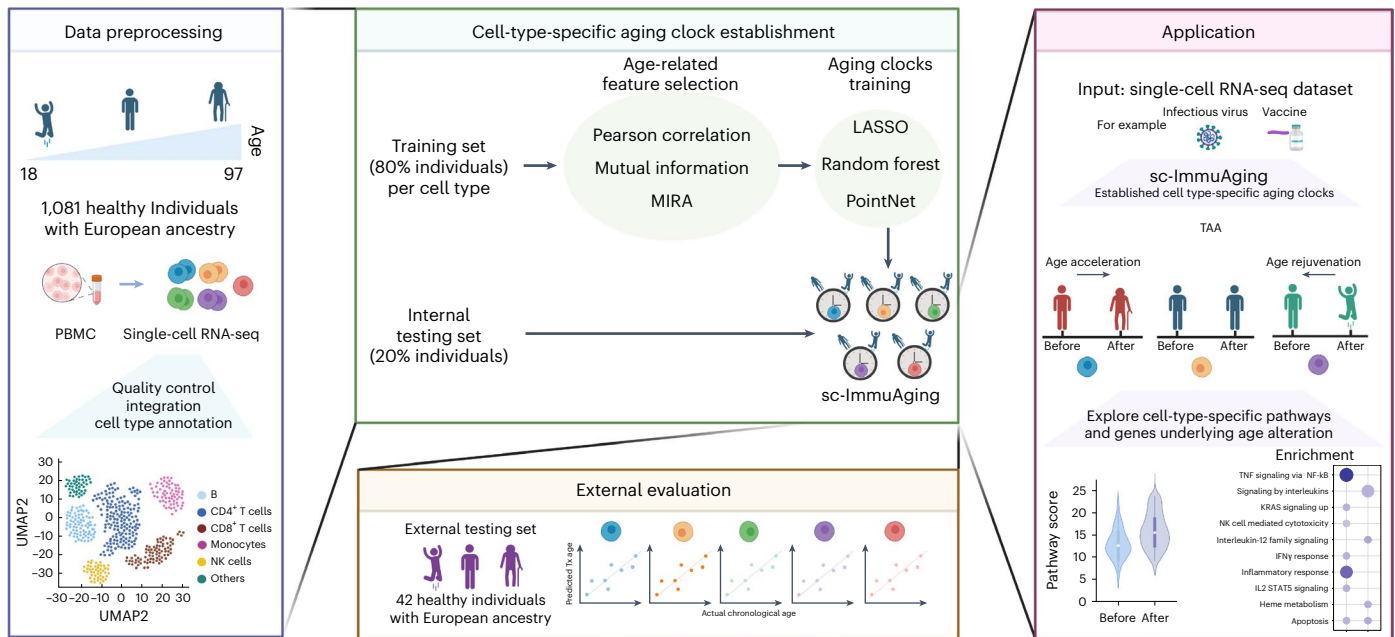 Data preprocessing
18
97
Age
1,081 healthy Individuals
with European ancestry
PBMC
Single-cell RNA-seq
Quality control
integration
cell type annotation
30
20
10
0
−10
−20
−30
UMAP2
−30
−20
−10
0
10
20
30
UMAP2
B
CD4+ T cells
CD8+ T cells
Monocytes
NK cells
Others
Cell-type-specific aging clock establishment
Age-related
feature selection
Aging clocks
training
Training set
(80% individuals)
per cell type
Pearson correlation
Mutual information
MIRA
LASSO
Random forest
PointNet
Internal
testing set
(20% individuals)
sc-ImmuAging
External evaluation
External testing set
42 healthy individuals
with European ancestry
Predicted Tx age
Actual chronological age
Application
Input: single-cell RNA-seq dataset
For example
Infectious virus
Vaccine
sc-ImmuAging
Established cell type-specific aging clocks
TAA
Age acceleration
Age rejuvenation
Before
After
Before
After
Before
After
Explore cell-type-specific pathways
and genes underlying age alteration
Pathway score
25
20
15
10
5
0
Before
After
Enrichment
TNF signaling via NF-kB
Signaling by interleukins
KRAS signaling up
NK cell mediated cytotoxicity
Interleukin-12 family signaling
IFNγ response
Inflammatory response
IL2 STAT5 signaling
Heme metabolism
Apoptosis